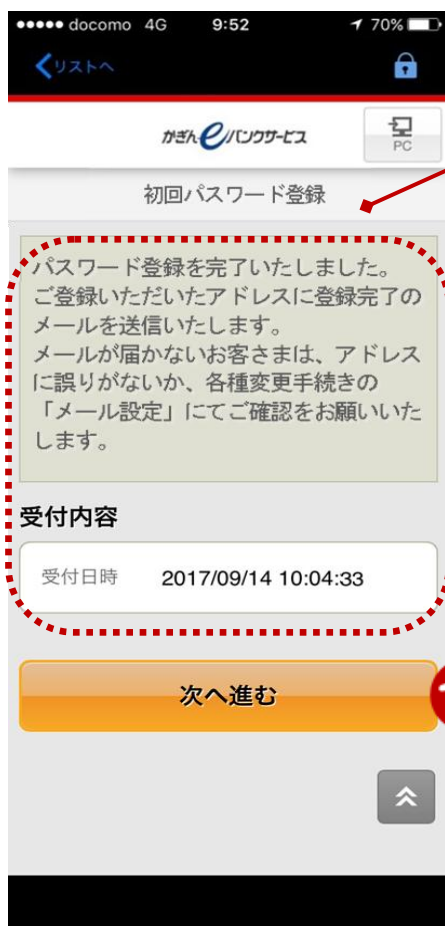 docomo 4G 9:52 70%
リストへ
かぎんeバンクサービス
PC
初回パスワード登録
パスワード登録を完了いたしました。
ご登録いただいたアドレスに登録完了の
メールを送信いたします。
メールが届かないお客さまは、アドレス
に誤りがないか、各種変更手続きの
「メール設定」にてご確認をお願いいた
します。
受付内容
受付日時 2017/09/14 10:04:33
次へ進む